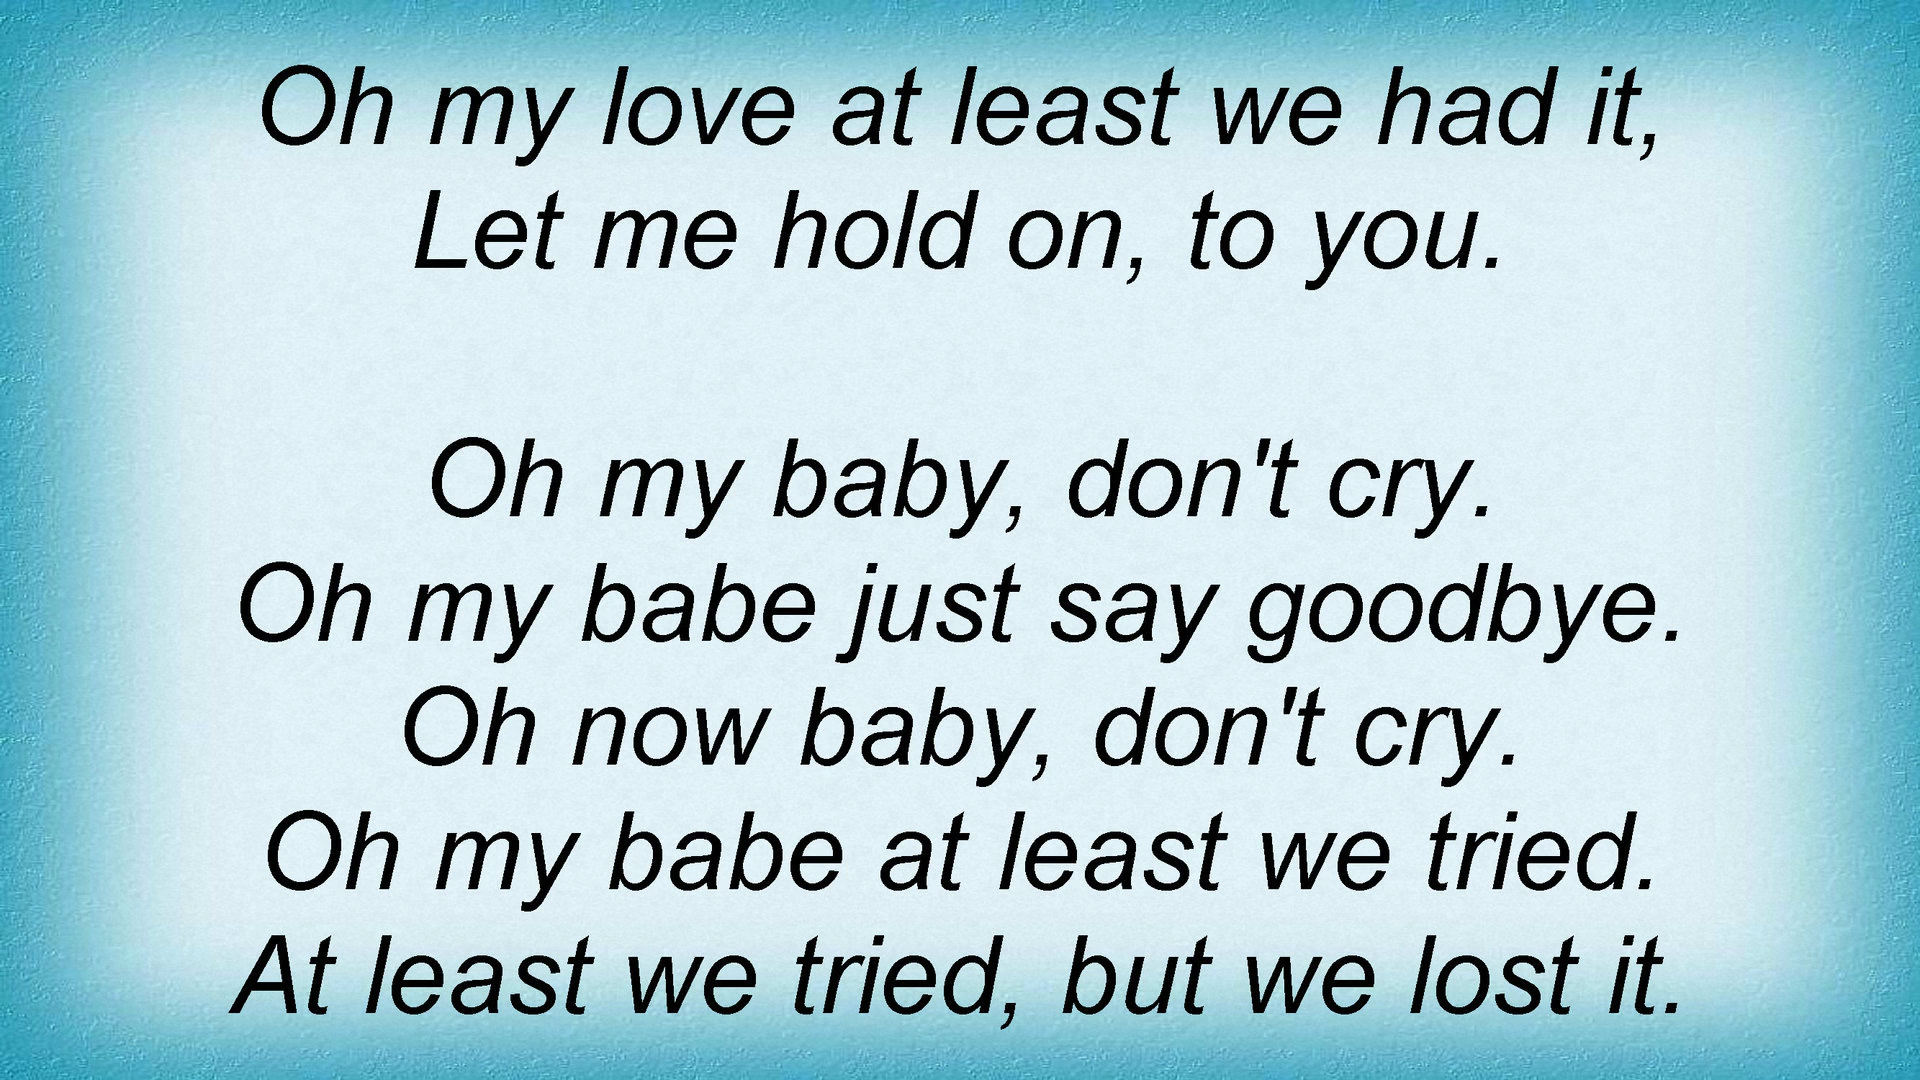 Oh my love at least we had it,
Let me hold on, to you.
Oh my baby, don't cry.
Oh my babe just say goodbye.
Oh now baby, don't cry.
Oh my babe at least we tried.
At least we tried, but we lost it.